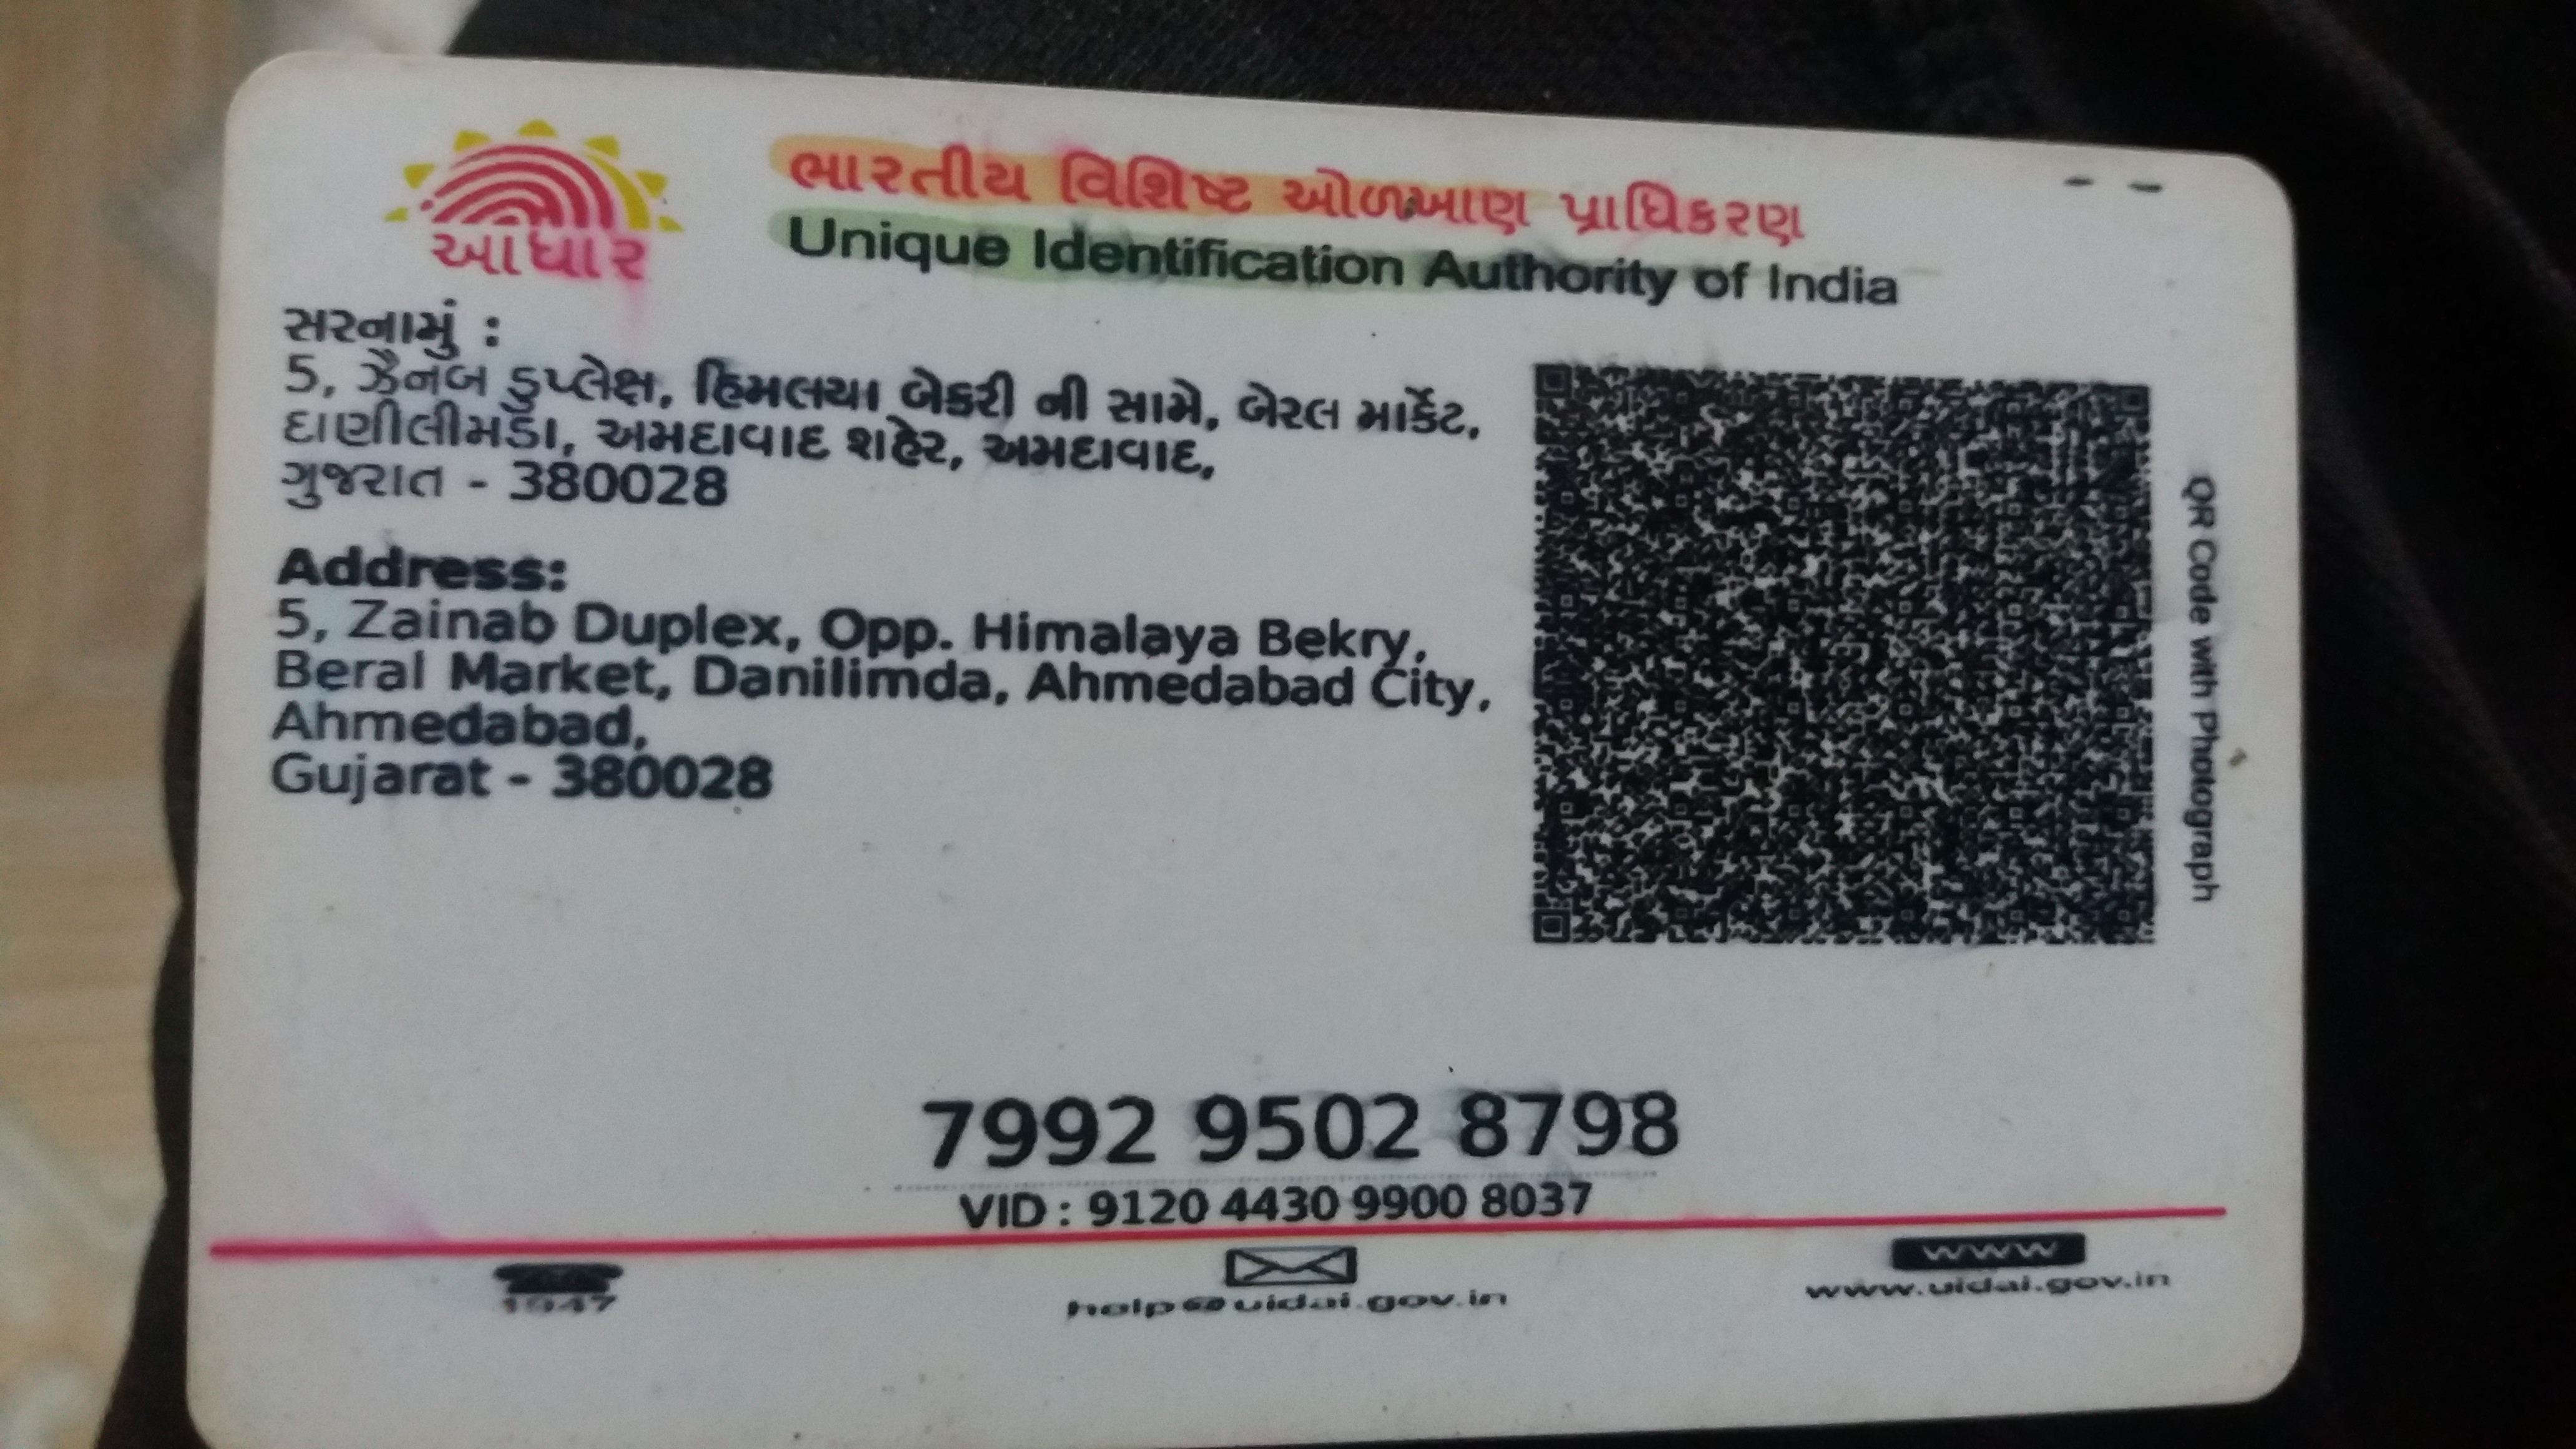 આધાર
ભારતીય વિશિષ્ટ ઓળખાણ પ્રાધિકરણ
Unique Identification Authority of India
સરનામું :
5, ઝૈનબ ડુપ્લેક્ષ, હિમલયા બેકરી ની સામે, બેરલ માર્કેટ,
દાણીલીમડા, અમદાવાદ શહેર, અમદાવાદ,
ગુજરાત - 380028
Address:
5, Zainab Duplex, Opp. Himalaya Bekry,
Beral Market, Danilimda, Ahmedabad City,
Ahmedabad,
Gujarat - 380028
QR Code with Photograph
7992 9502 8798
VID : 9120 4430 9900 8037
1947
help@uidai.gov.in
www
www.uidai.gov.in